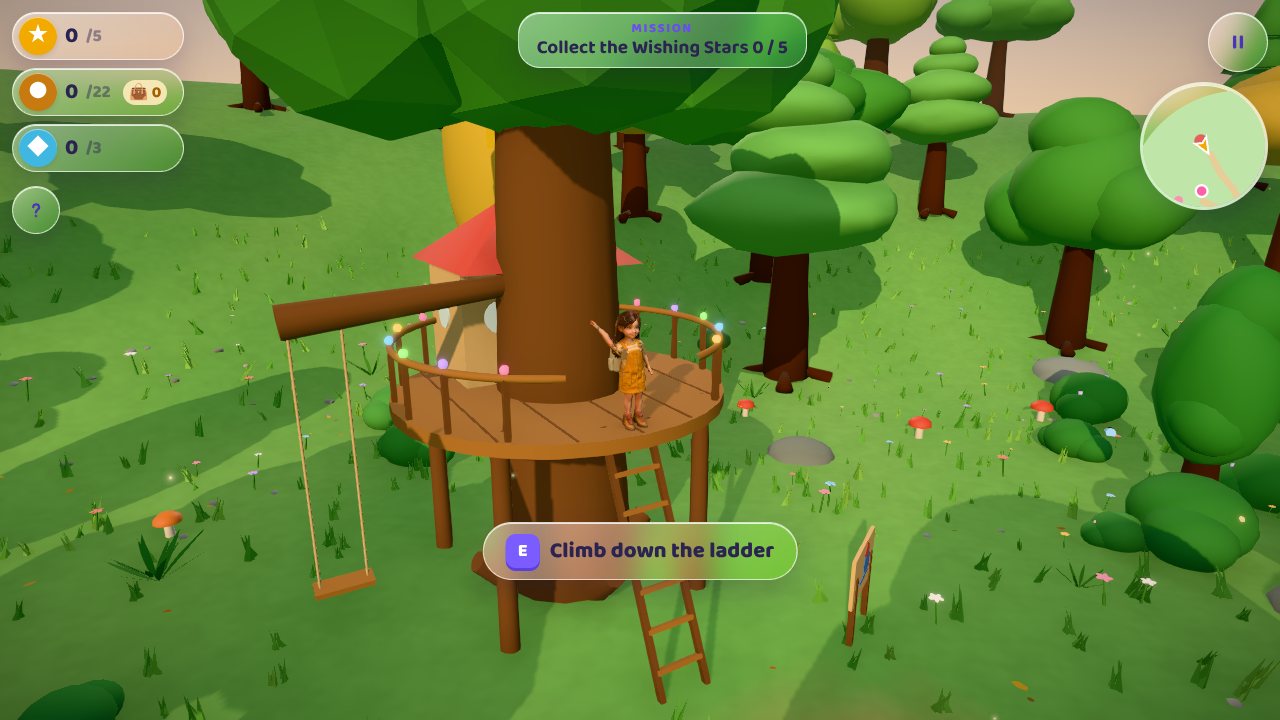 0 /5
0 /22 0
0 /3
?
MISSION
Collect the Wishing Stars 0 / 5
E Climb down the ladder